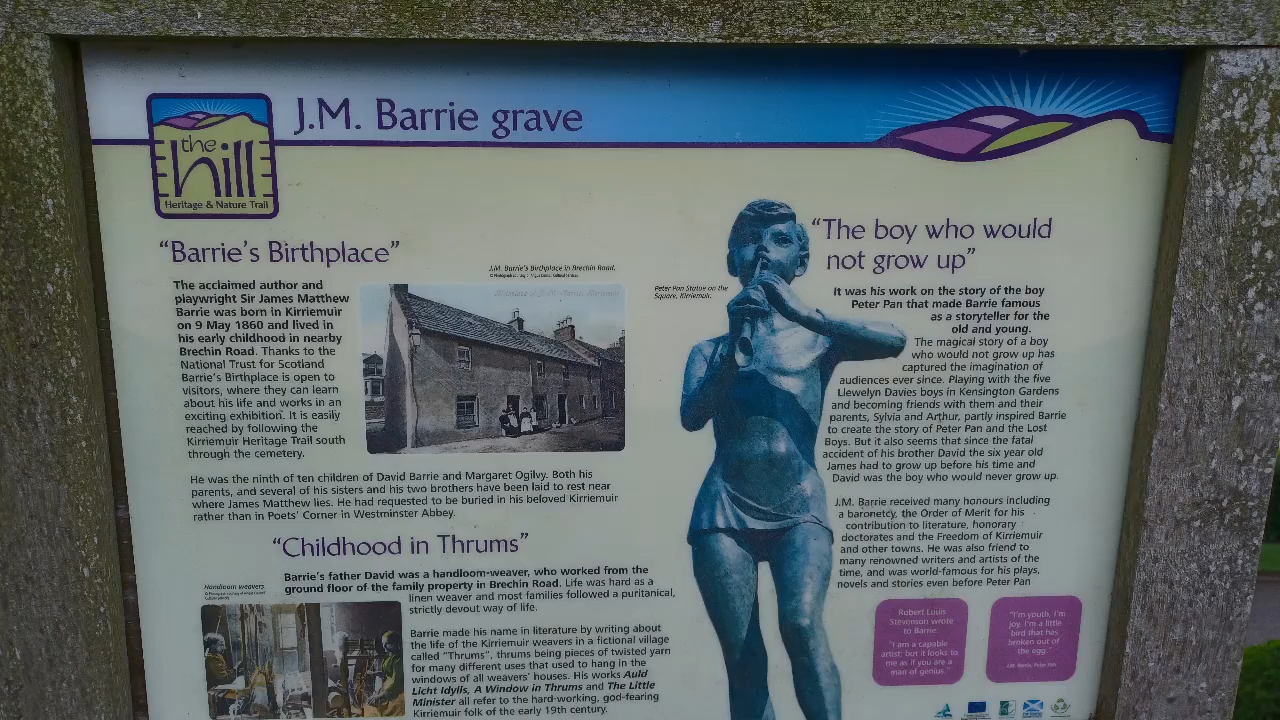 J.M. Barrie grave
the
hill
Heritage & Nature Trail
"Barrie's Birthplace"
The acclaimed author and
playwright Sir James Matthew
Barrie was born in Kirriemuir
on 9 May 1860 and lived in
his early childhood in nearby
Brechin Road. Thanks to the
National Trust for Scotland
Barrie's Birthplace is open to
visitors, where they can learn
about his life and works in an
exciting exhibition. It is easily
reached by following the
Kirriemuir Heritage Trail south
through the cemetery.
J.M. Barrie's Birthplace in Brechin Road.
He was the ninth of ten children of David Barrie and Margaret Ogilvy. Both his
parents, and several of his sisters and his two brothers have been laid to rest near
where James Matthew lies. He had requested to be buried in his beloved Kirriemuir
rather than in Poets' Corner in Westminster Abbey.
"Childhood in Thrums"
Handloom weavers
Barrie's father David was a handloom-weaver, who worked from the
ground floor of the family property in Brechin Road. Life was hard as a
linen weaver and most families followed a puritanical,
strictly devout way of life.
Barrie made his name in literature by writing about
the life of the Kirriemuir weavers in a fictional village
called "Thrums", thrums being pieces of twisted yarn
for many different uses that used to hang in the
windows of all weavers' houses. His works Auld
Licht Idylls, A Window in Thrums and The Little
Minister all refer to the hard-working, god-fearing
Kirriemuir folk of the early 19th century.
Peter Pan Statue on the
Square, Kirriemuir.
"The boy who would
not grow up"
It was his work on the story of the boy
Peter Pan that made Barrie famous
as a storyteller for the
old and young.
The magical story of a boy
who would not grow up has
captured the imagination of
audiences ever since. Playing with the five
Llewelyn Davies boys in Kensington Gardens
and becoming friends with them and their
parents, Sylvia and Arthur, partly inspired Barrie
to create the story of Peter Pan and the Lost
Boys. But it also seems that since the fatal
accident of his brother David the six year old
James had to grow up before his time and
David was the boy who would never grow up.
J.M. Barrie received many honours including
a baronetcy, the Order of Merit for his
contribution to literature, honorary
doctorates and the Freedom of Kirriemuir
and other towns. He was also friend to
many renowned writers and artists of the
time, and was world-famous for his plays,
novels and stories even before Peter Pan
Robert Louis
Stevenson wrote
to Barrie:
"I am a capable
artist; but it looks to
me as if you are a
man of genius."
"I'm youth, I'm
joy. I'm a little
bird that has
broken out of
the egg."
J.M. Barrie, Peter Pan